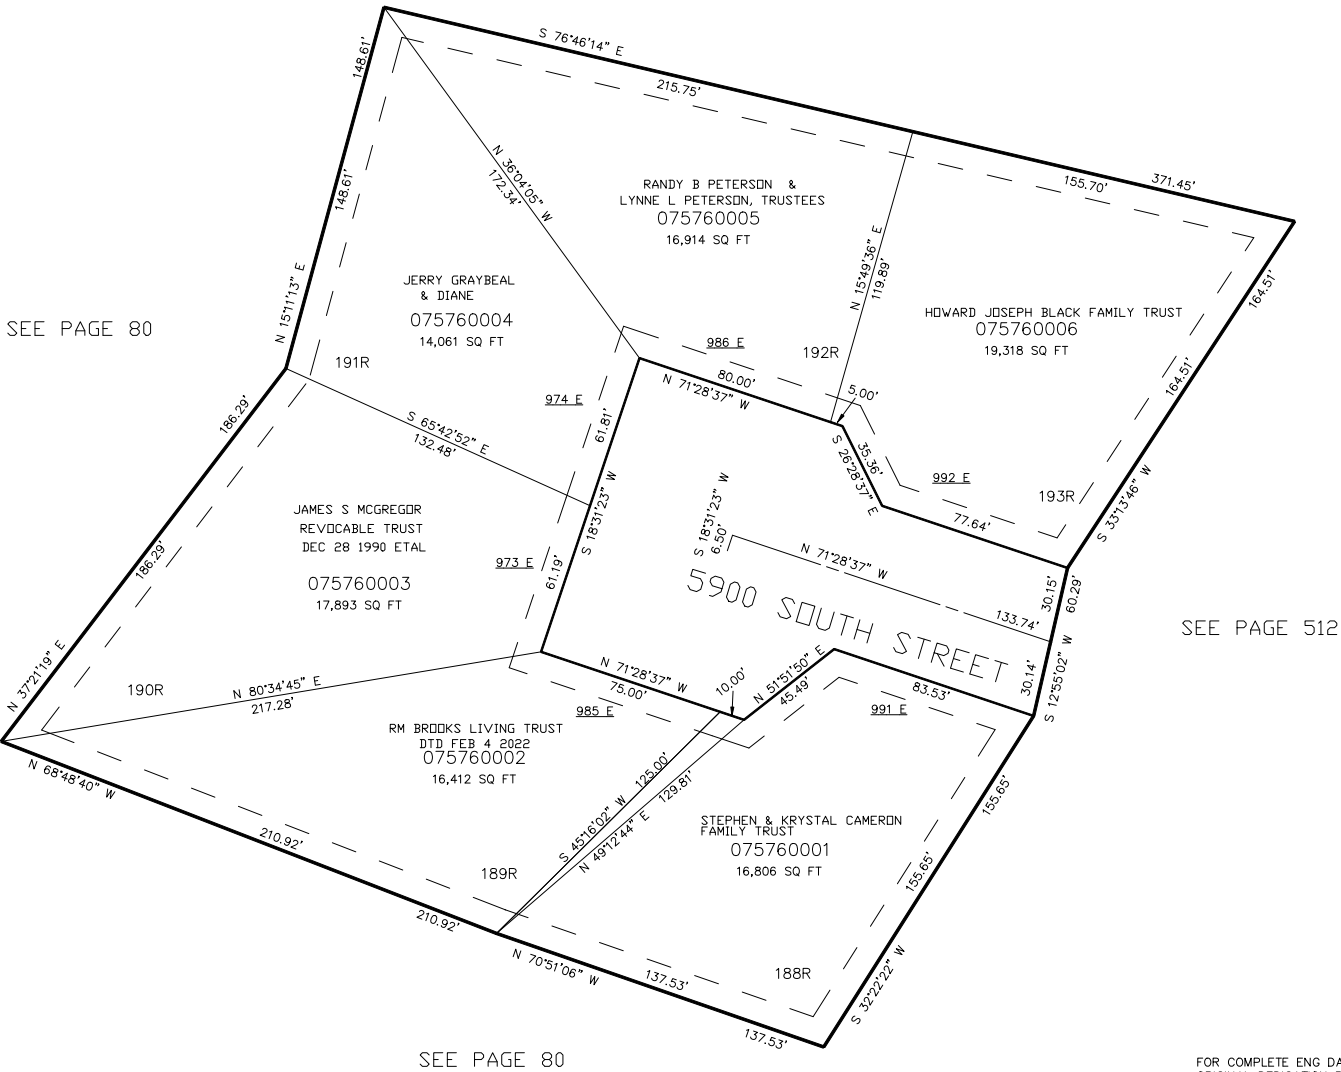 S 76°46'14" E
215.75'
155.70'
371.45'
148.61'
148.61'
N 15°11'13" E
N 36°04'05" W
172.34'
RANDY B PETERSON &
LYNNE L PETERSON, TRUSTEES
075760005
16,914 SQ FT
N 15°49'36" E
119.89'
164.51'
164.51'
JERRY GRAYBEAL
& DIANE
075760004
14,061 SQ FT
191R
HOWARD JOSEPH BLACK FAMILY TRUST
075760006
19,318 SQ FT
SEE PAGE 80
986 E
192R
80.00'
N 71°28'37" W
5.00'
974 E
61.81'
186.29'
S 65°42'52" E
132.48'
35.36'
S 26°28'37" E
992 E
193R
77.64'
S 33°13'46" W
JAMES S MCGREGOR
REVOCABLE TRUST
DEC 28 1990 ETAL
075760003
17,893 SQ FT
S 18°31'23" W
973 E
61.19'
186.29'
S 18°31'23" W
6.50'
N 71°28'37" W
133.74'
5900 SOUTH STREET
30.15'
60.29'
30.14'
S 12°55'02" W
SEE PAGE 512
N 37°21'19" E
190R
N 80°34'45" E
217.28'
N 71°28'37" W
75.00'
985 E
10.00'
N 51°51'50" E
45.49'
83.53'
991 E
RM BROOKS LIVING TRUST
DTD FEB 4 2022
075760002
16,412 SQ FT
N 68°48'40" W
210.92'
210.92'
189R
S 45°16'02" W
125.00'
N 49°12'44" E
129.81'
155.65'
155.65'
STEPHEN & KRYSTAL CAMERON
FAMILY TRUST
075760001
16,806 SQ FT
188R
N 70°51'06" W
137.53'
137.53'
S 32°22'22" W
SEE PAGE 80
FOR COMPLETE ENG DA